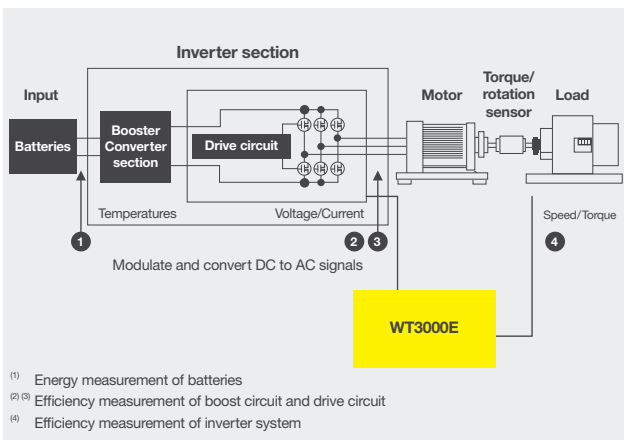 Inverter section
Input
Motor
Torque/
rotation
sensor
Load
Batteries
Booster
Converter
section
Drive circuit
Temperatures
Voltage/Current
Speed/Torque
1
2
3
4
Modulate and convert DC to AC signals
WT3000E
(1) Energy measurement of batteries
(2) (3) Efficiency measurement of boost circuit and drive circuit
(4) Efficiency measurement of inverter system